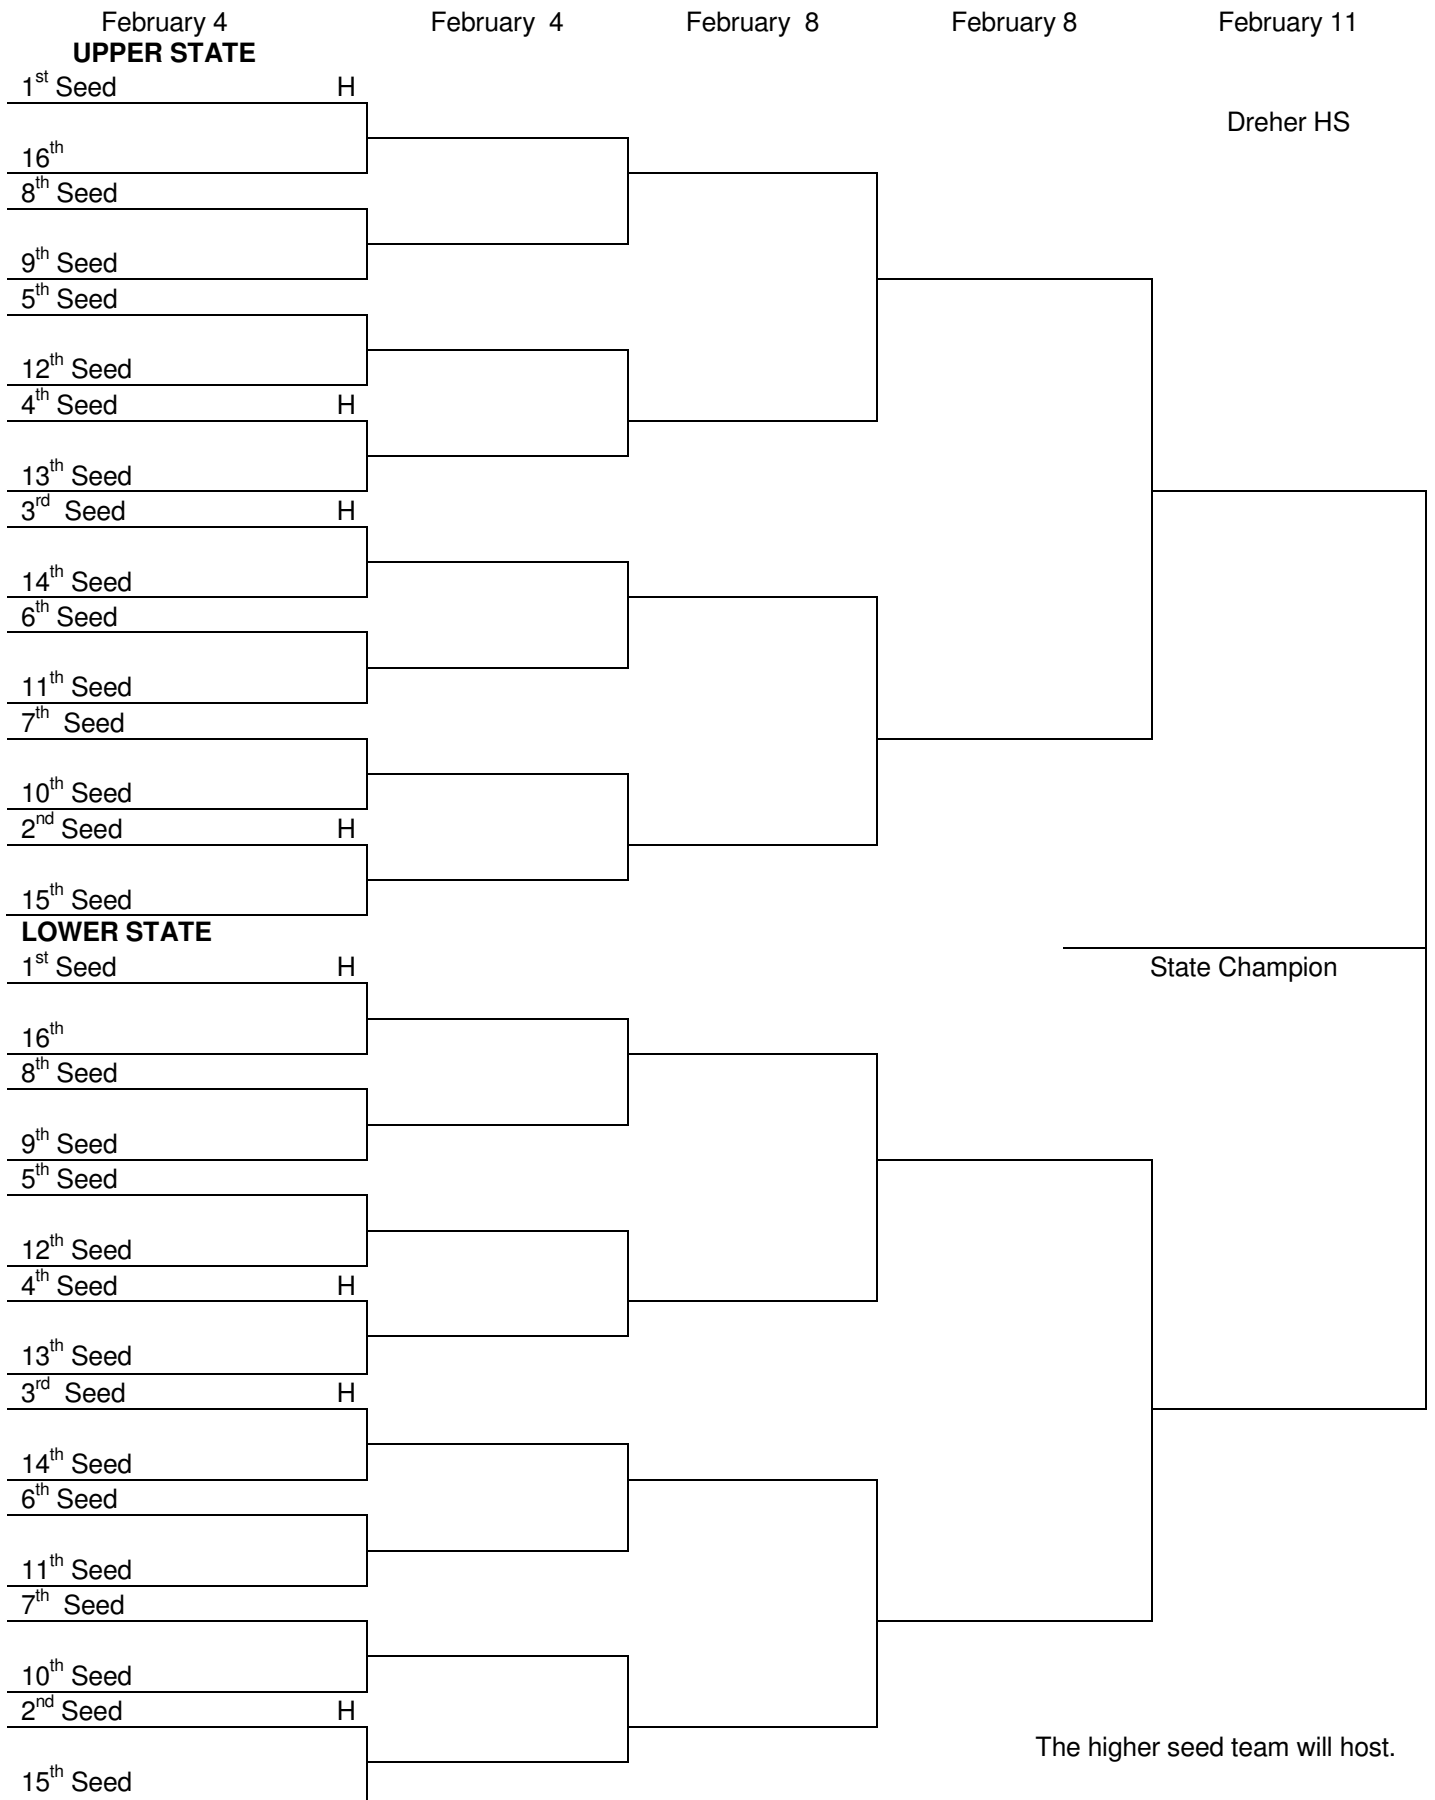 February 4 February 4 February 8 February 8 February 11
UPPER STATE
1st Seed H
Dreher HS
16th
8th Seed
9th Seed
5th Seed
12th Seed
4th Seed H
13th Seed
3rd Seed H
14th Seed
6th Seed
11th Seed
7th Seed
10th Seed
2nd Seed H
15th Seed
LOWER STATE
1st Seed H
State Champion
16th
8th Seed
9th Seed
5th Seed
12th Seed
4th Seed H
13th Seed
3rd Seed H
14th Seed
6th Seed
11th Seed
7th Seed
10th Seed
2nd Seed H
The higher seed team will host.
15th Seed